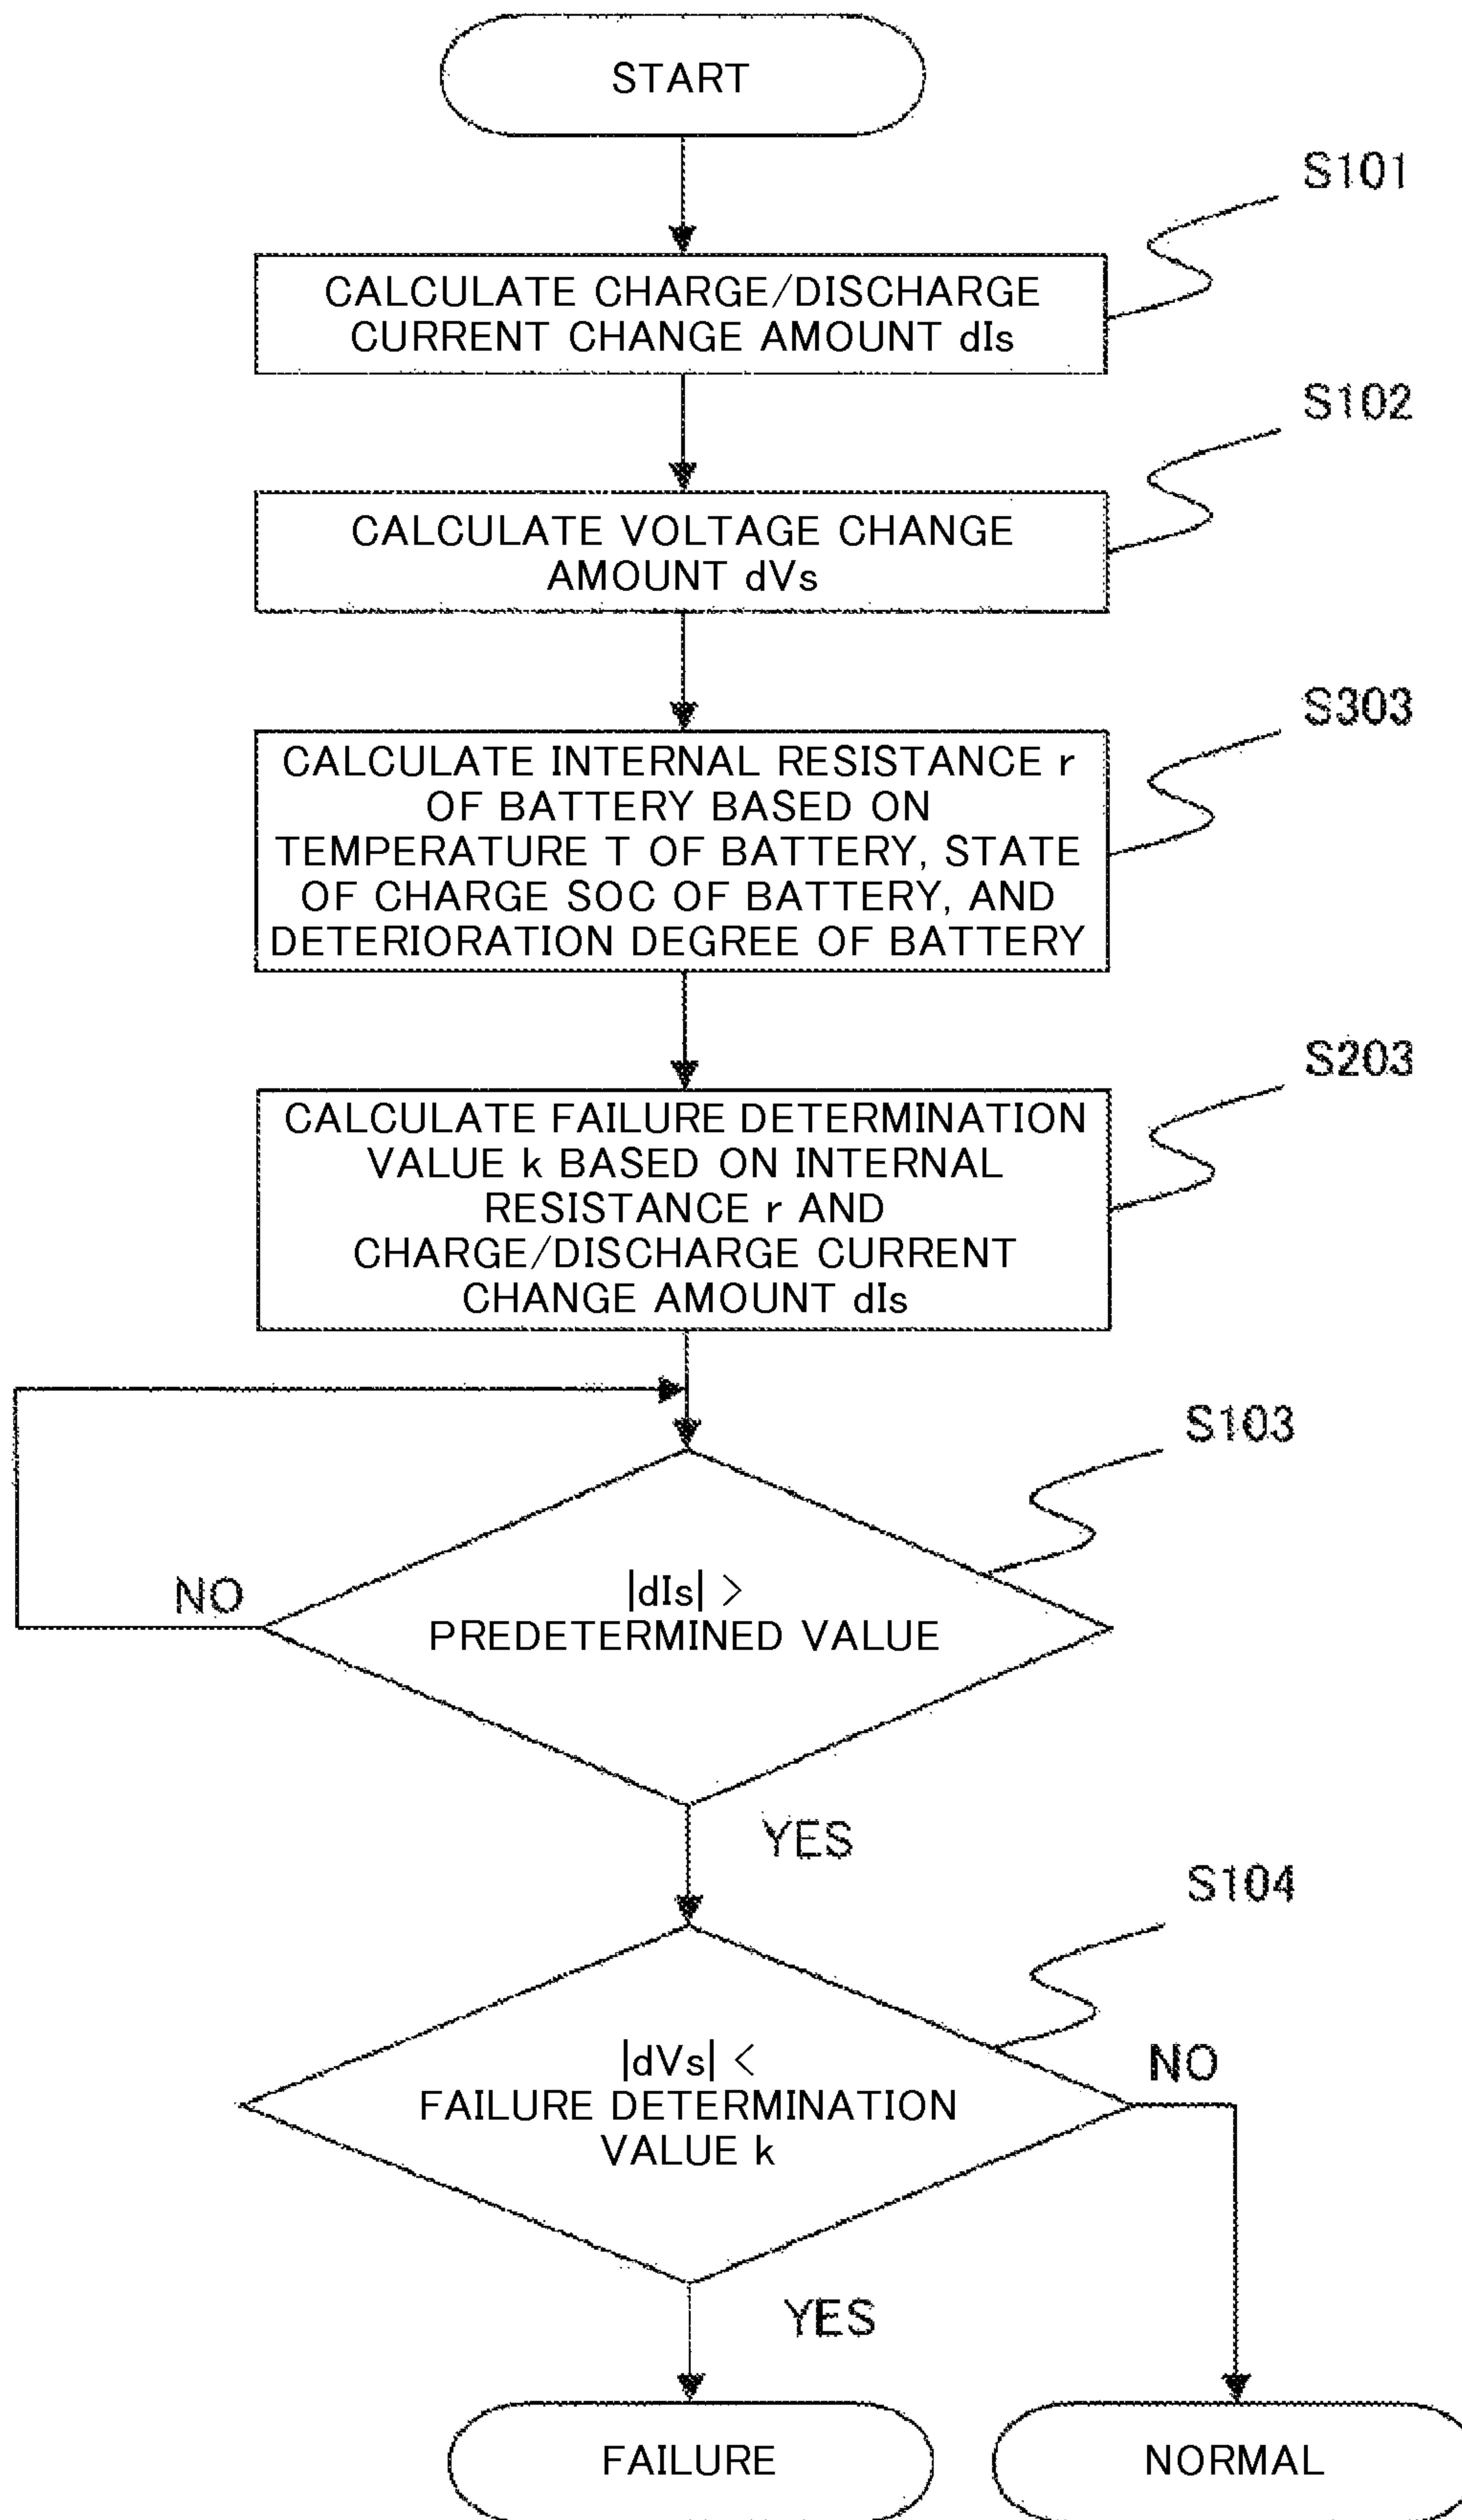 START
S101
CALCULATE CHARGE/DISCHARGE
CURRENT CHANGE AMOUNT dIs
S102
CALCULATE VOLTAGE CHANGE
AMOUNT dVs
S303
CALCULATE INTERNAL RESISTANCE r
OF BATTERY BASED ON
TEMPERATURE T OF BATTERY, STATE
OF CHARGE SOC OF BATTERY, AND
DETERIORATION DEGREE OF BATTERY
S203
CALCULATE FAILURE DETERMINATION
VALUE k BASED ON INTERNAL
RESISTANCE r AND
CHARGE/DISCHARGE CURRENT
CHANGE AMOUNT dIs
S103
NO
|dIs| >
PREDETERMINED VALUE
YES
S104
|dVs| <
FAILURE DETERMINATION
VALUE k
NO
YES
FAILURE
NORMAL